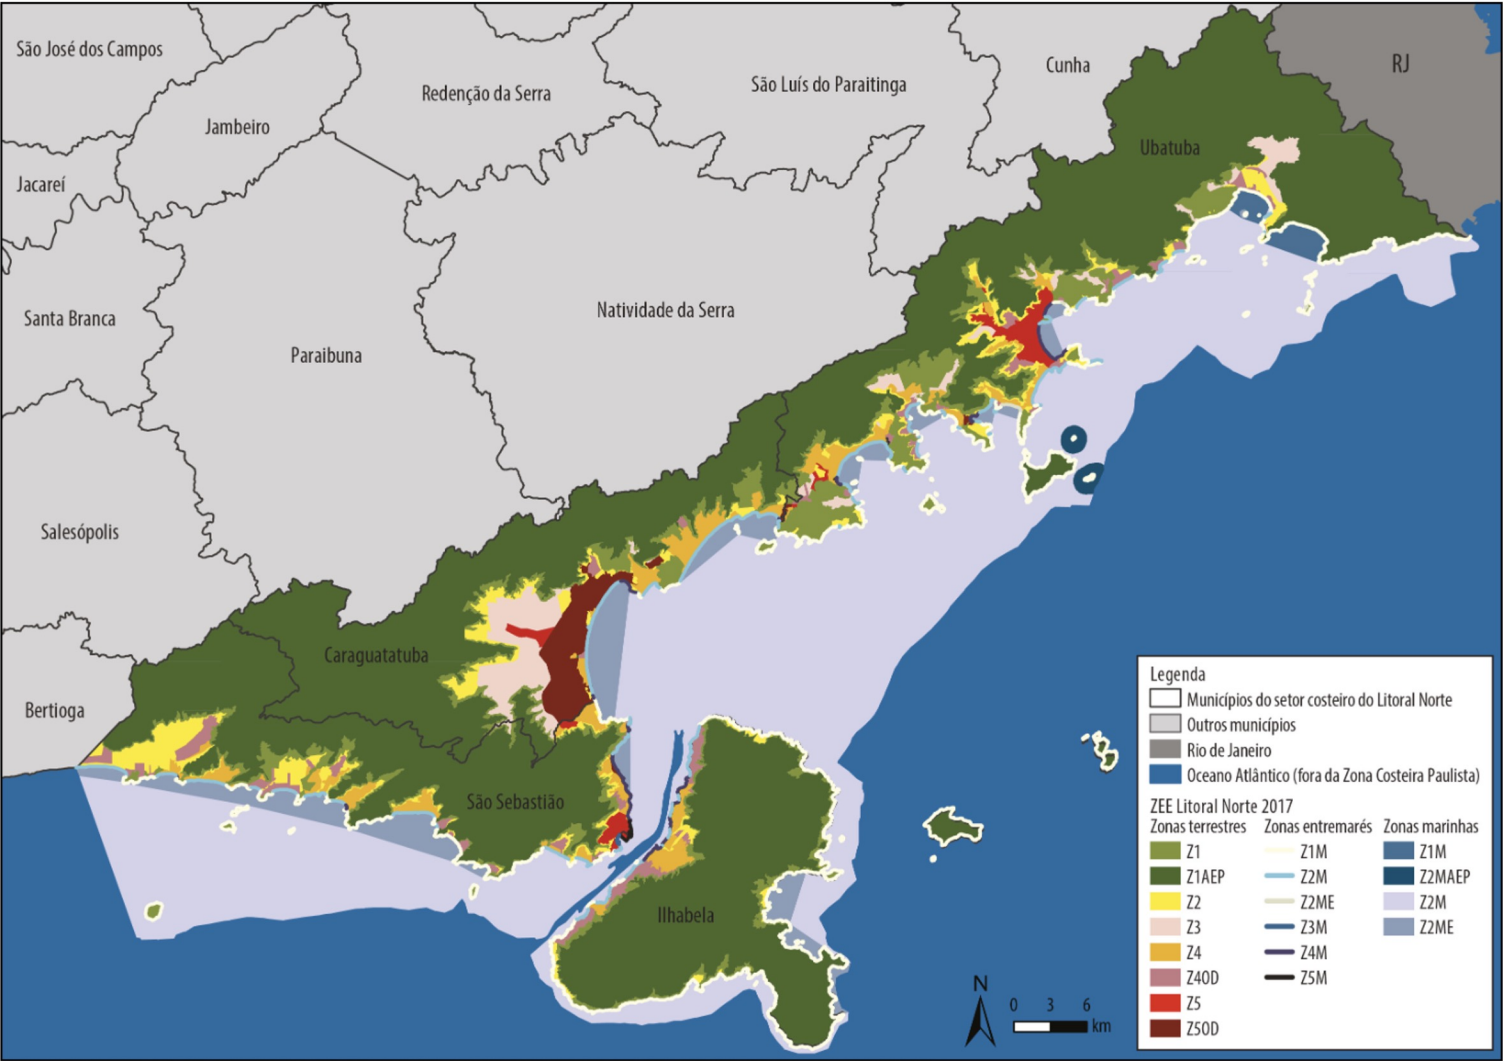 São José dos Campos
Jambeiro
Redenção da Serra
São Luís do Paraitinga
Cunha
RJ
Jacareí
Ubatuba
Santa Branca
Paraibuna
Natividade da Serra
Salesópolis
Bertioga
Caraguatatuba
São Sebastião
Ilhabela
N
0 3 6
km
Legenda
Municípios do setor costeiro do Litoral Norte
Outros municípios
Rio de Janeiro
Oceano Atlântico (fora da Zona Costeira Paulista)
ZEE Litoral Norte 2017
Zonas terrestres
Z1
Z1AEP
Z2
Z3
Z4
Z4OD
Z5
Z5OD
Zonas entremarés
Z1M
Z2M
Z2ME
Z3M
Z4M
Z5M
Zonas marinhas
Z1M
Z2MAEP
Z2M
Z2ME